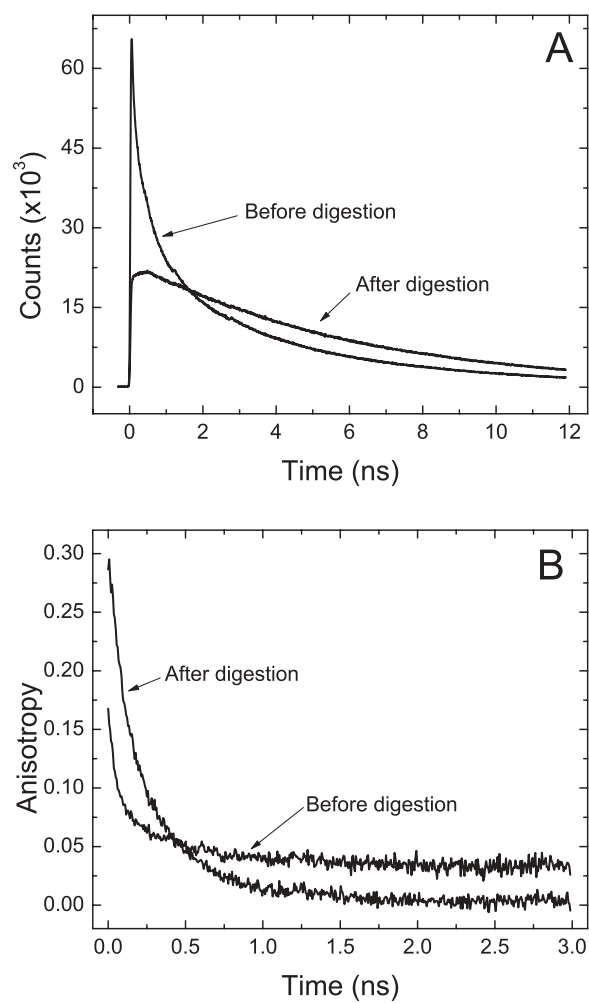 A
60
45
30
15
0
Counts (x10³)
Before digestion
After digestion
0 2 4 6 8 10 12
Time (ns)
B
0.30
0.25
0.20
0.15
0.10
0.05
0.00
Anisotropy
After digestion
Before digestion
0.0 0.5 1.0 1.5 2.0 2.5 3.0
Time (ns)